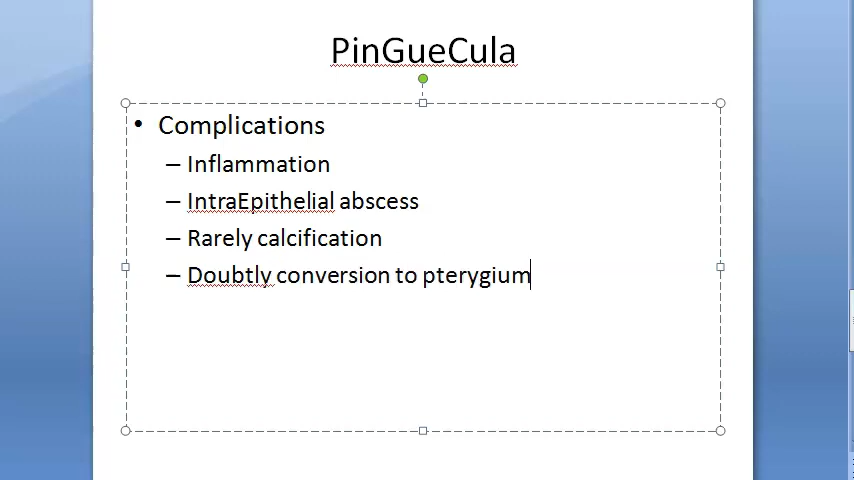 PinGueCula
• Complications
– Inflammation
– IntraEpithelial abscess
– Rarely calcification
– Doubtly conversion to pterygium